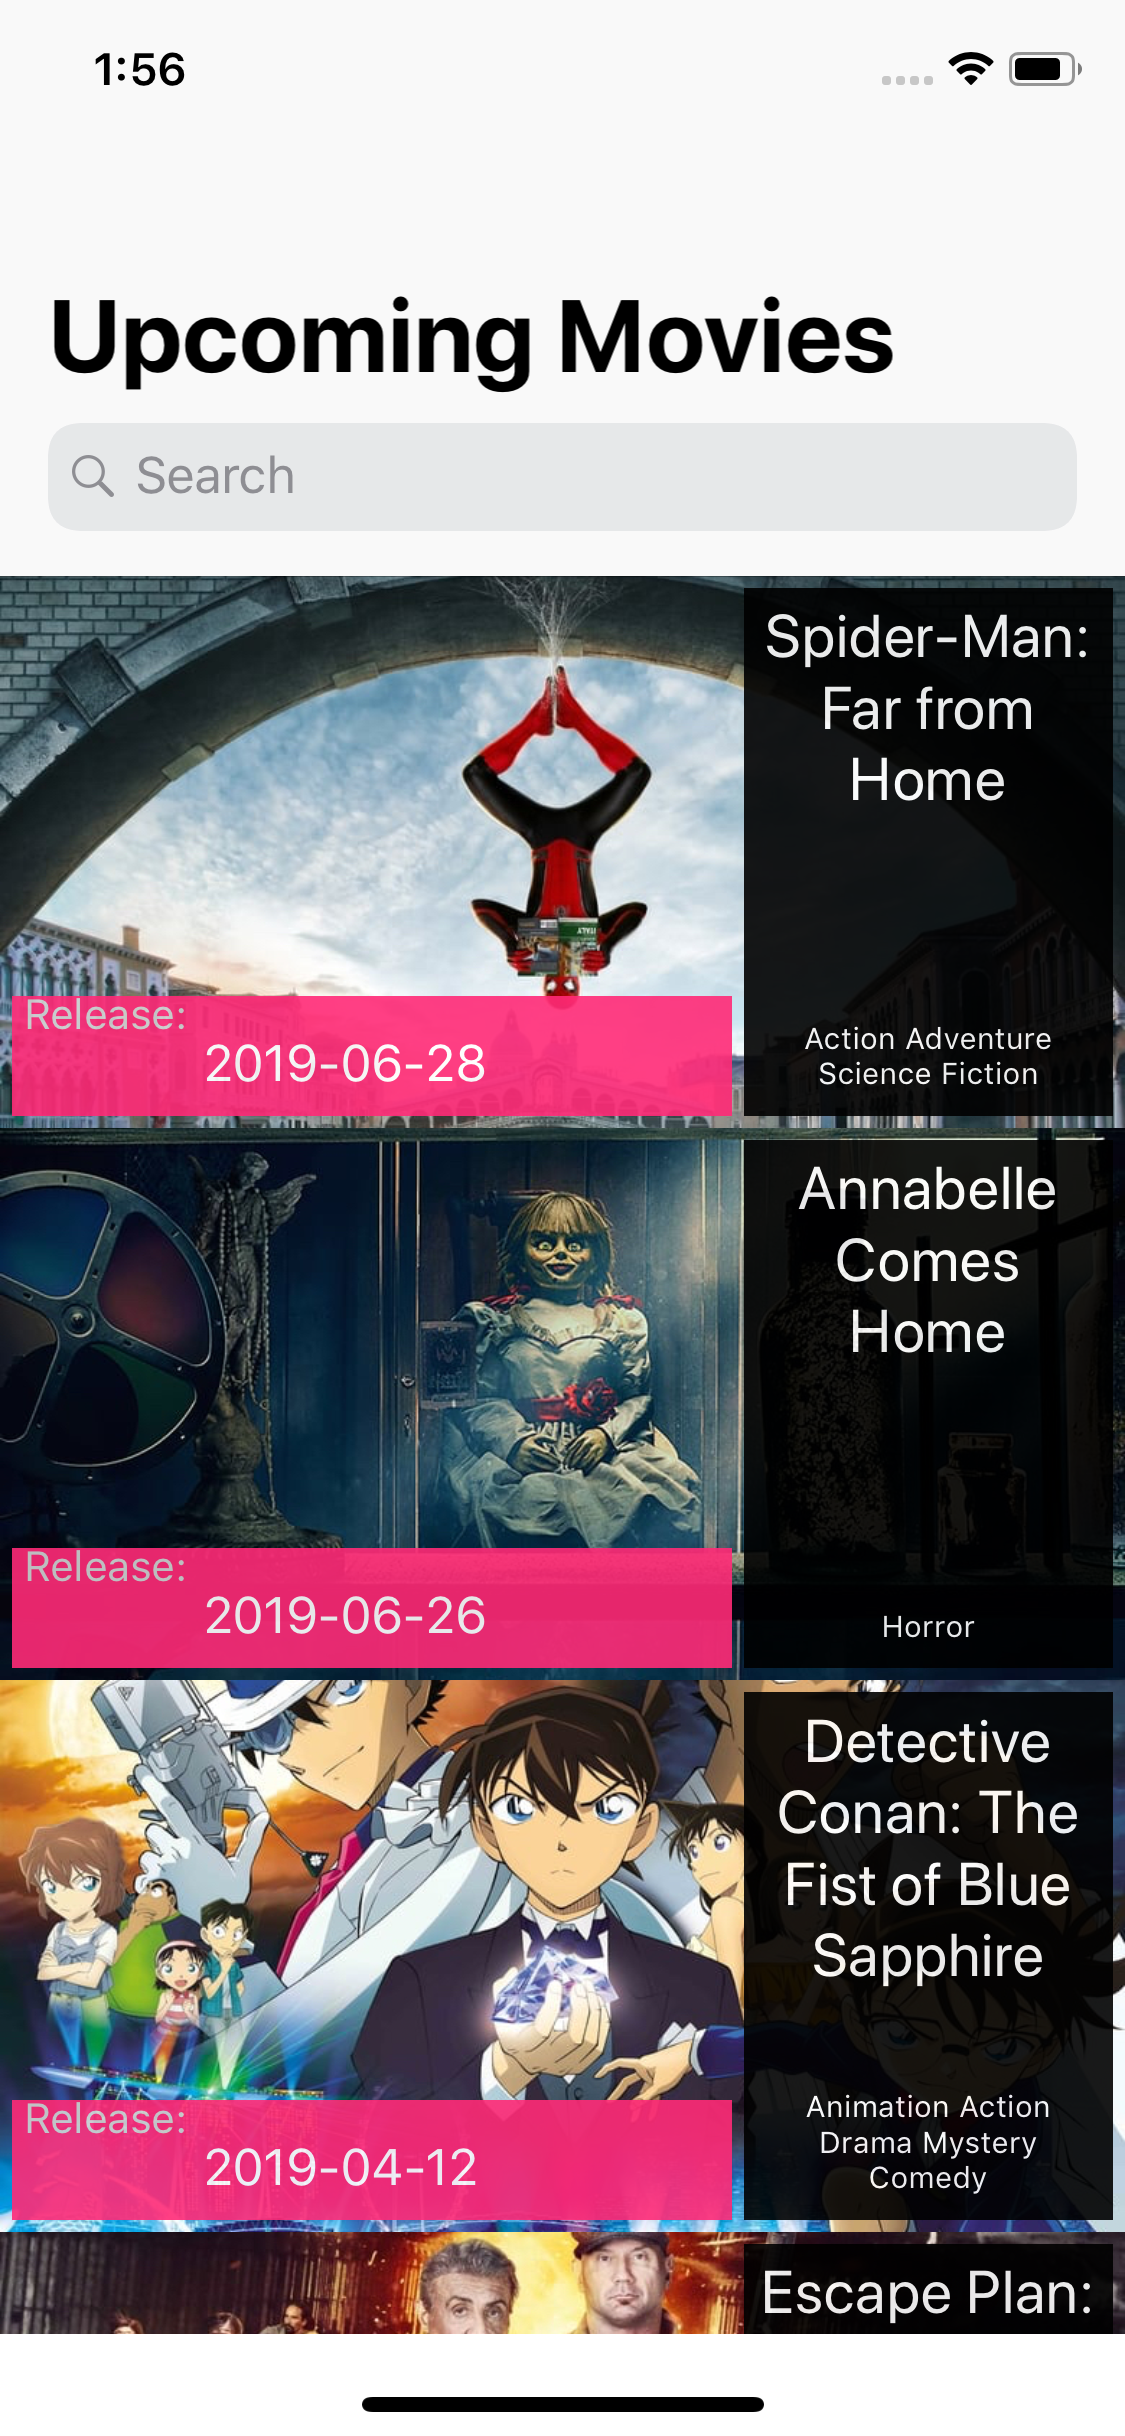 1:56
Upcoming Movies
Search
Spider-Man:
Far from
Home
Action Adventure
Science Fiction
Release:
2019-06-28
ITALY
Annabelle
Comes
Home
Horror
Release:
2019-06-26
Detective
Conan: The
Fist of Blue
Sapphire
Animation Action
Drama Mystery
Comedy
Release:
2019-04-12
Escape Plan: